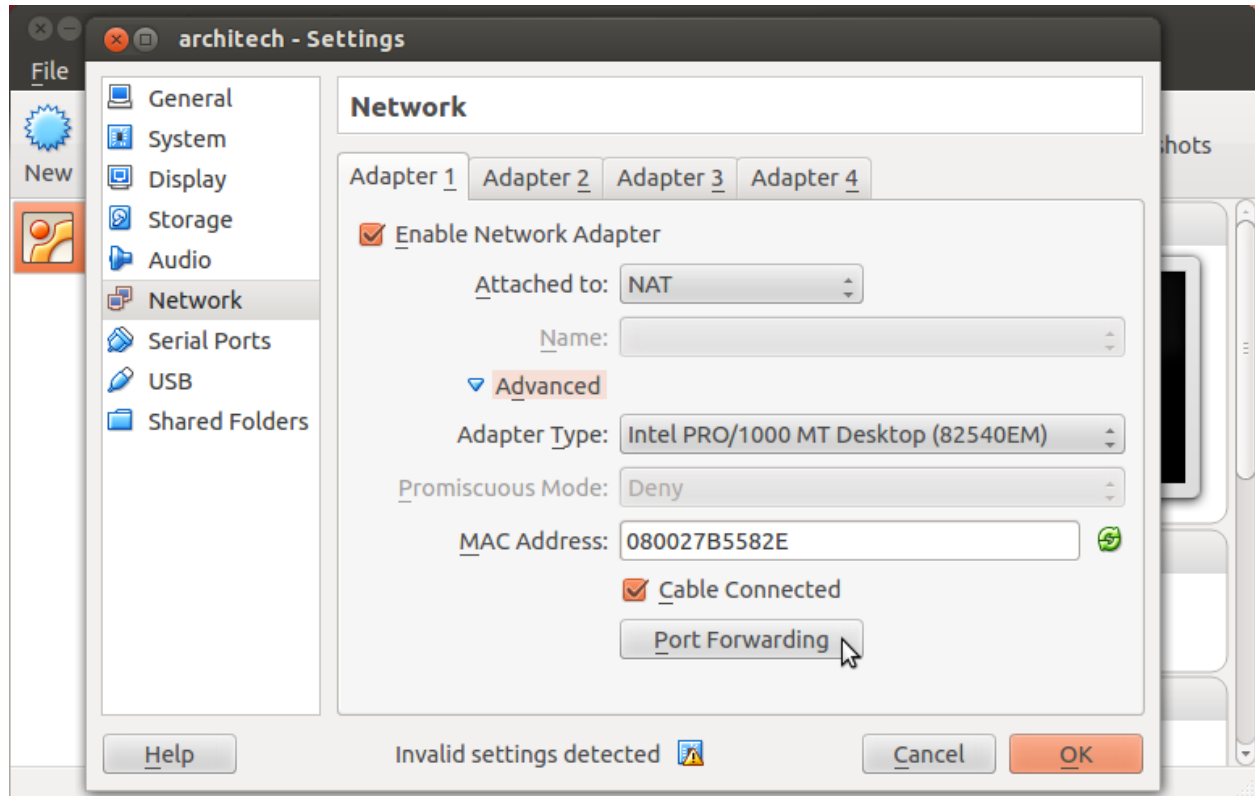 architech - Settings
File
New
hots
General
System
Display
Storage
Audio
Network
Serial Ports
USB
Shared Folders
Network
Adapter 1 Adapter 2 Adapter 3 Adapter 4
Enable Network Adapter
Attached to: NAT
Name:
Advanced
Adapter Type: Intel PRO/1000 MT Desktop (82540EM)
Promiscuous Mode: Deny
MAC Address: 080027B5582E
Cable Connected
Port Forwarding
Help Invalid settings detected Cancel OK